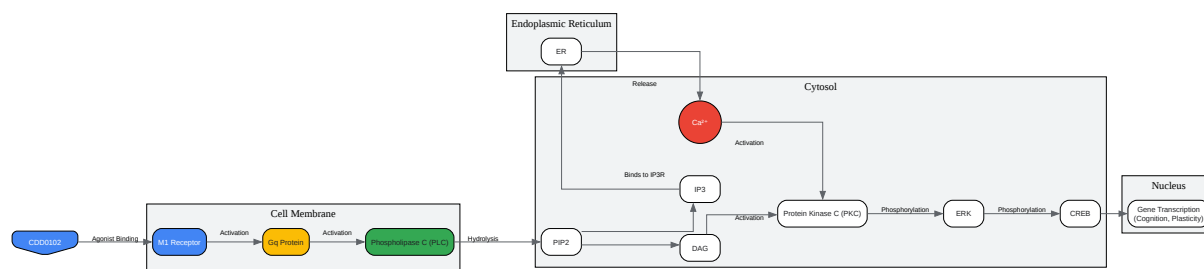 Endoplasmic Reticulum
ER
Release
Cytosol
Ca²⁺
Activation
Binds to IP3R
IP3
Nucleus
Cell Membrane
Protein Kinase C (PKC)
Phosphorylation
ERK
Phosphorylation
CREB
Gene Transcription
(Cognition, Plasticity)
Activation
CDD0102
Agonist Binding
M1 Receptor
Activation
Gq Protein
Activation
Phospholipase C (PLC)
Hydrolysis
PIP2
DAG